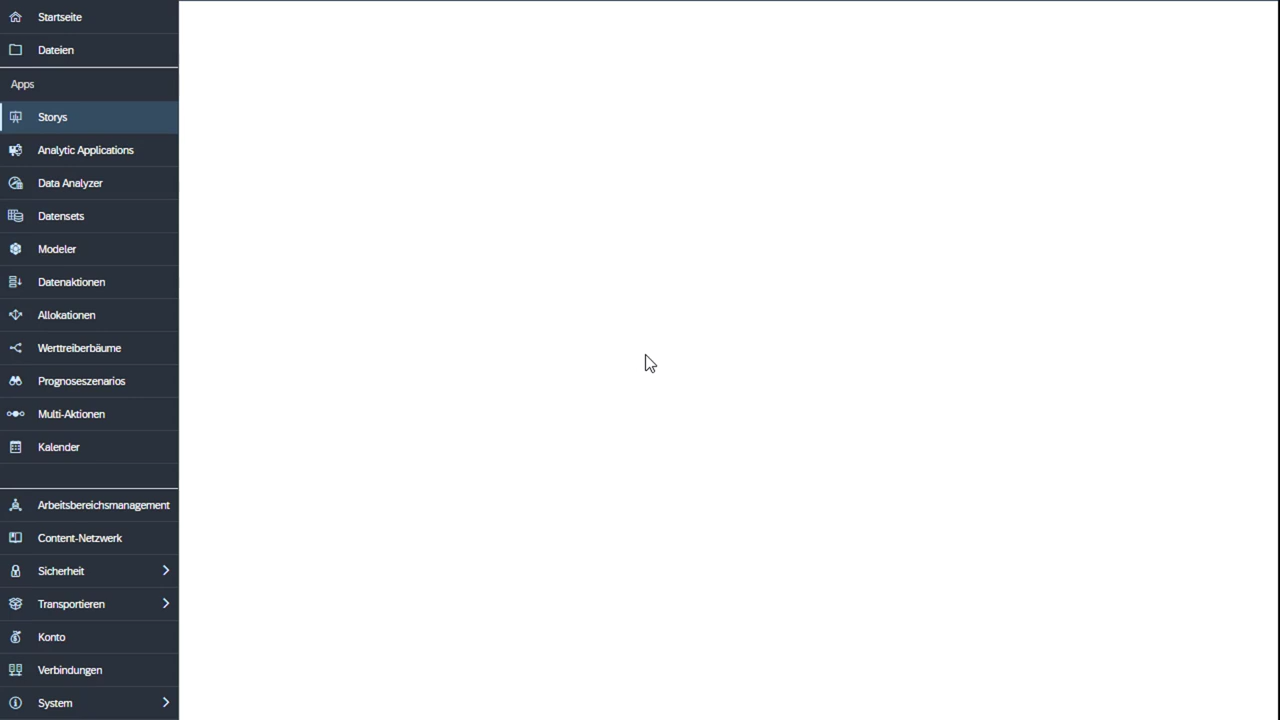 Startseite
Dateien
Apps
Storys
Analytic Applications
Data Analyzer
Datensets
Modeler
Datenaktionen
Allokationen
Werttreiberbäume
Prognoseszenarios
Multi-Aktionen
Kalender
Arbeitsbereichsmanagement
Content-Netzwerk
Sicherheit
Transportieren
Konto
Verbindungen
System